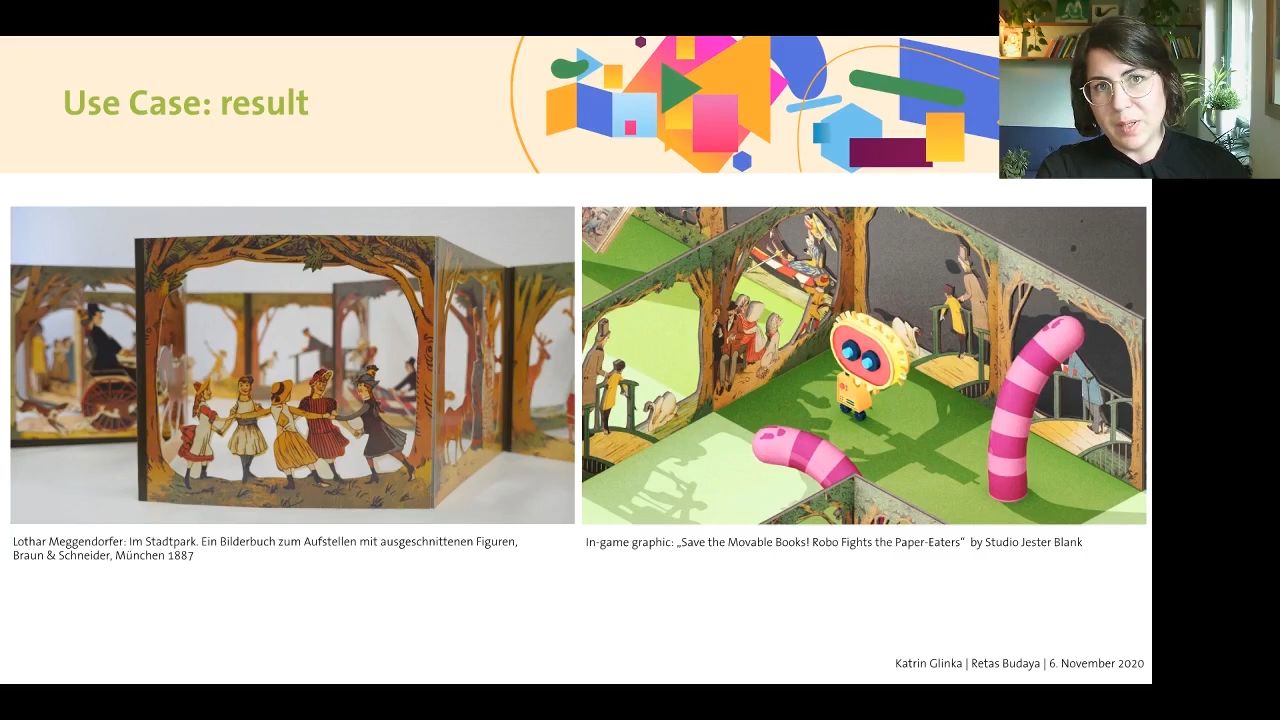 Use Case: result
Lothar Meggendorfer: Im Stadtpark. Ein Bilderbuch zum Aufstellen mit ausgeschnittenen Figuren,
Braun & Schneider, München 1887
In-game graphic: „Save the Movable Books! Robo Fights the Paper-Eaters“ by Studio Jester Blank
Katrin Glinka | Retas Budaya | 6. November 2020